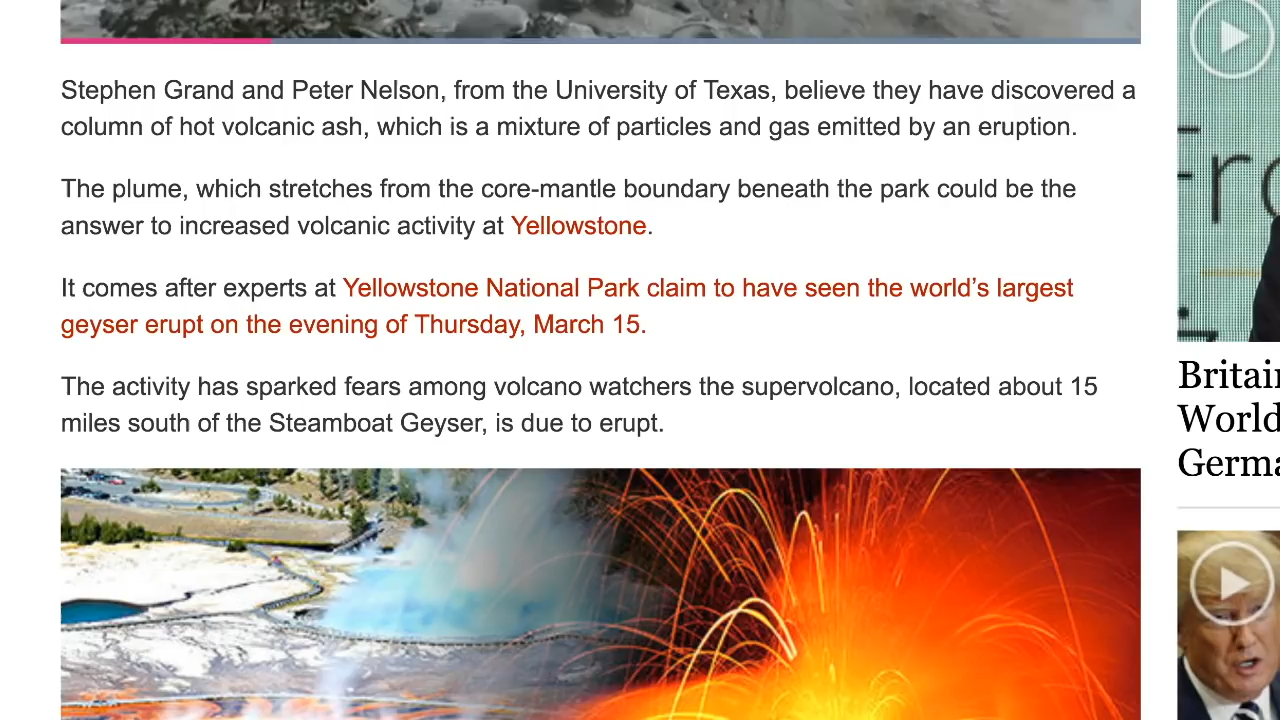 Stephen Grand and Peter Nelson, from the University of Texas, believe they have discovered a
column of hot volcanic ash, which is a mixture of particles and gas emitted by an eruption.
The plume, which stretches from the core-mantle boundary beneath the park could be the
answer to increased volcanic activity at Yellowstone.
It comes after experts at Yellowstone National Park claim to have seen the world’s largest
geyser erupt on the evening of Thursday, March 15.
The activity has sparked fears among volcano watchers the supervolcano, located about 15
miles south of the Steamboat Geyser, is due to erupt.
World